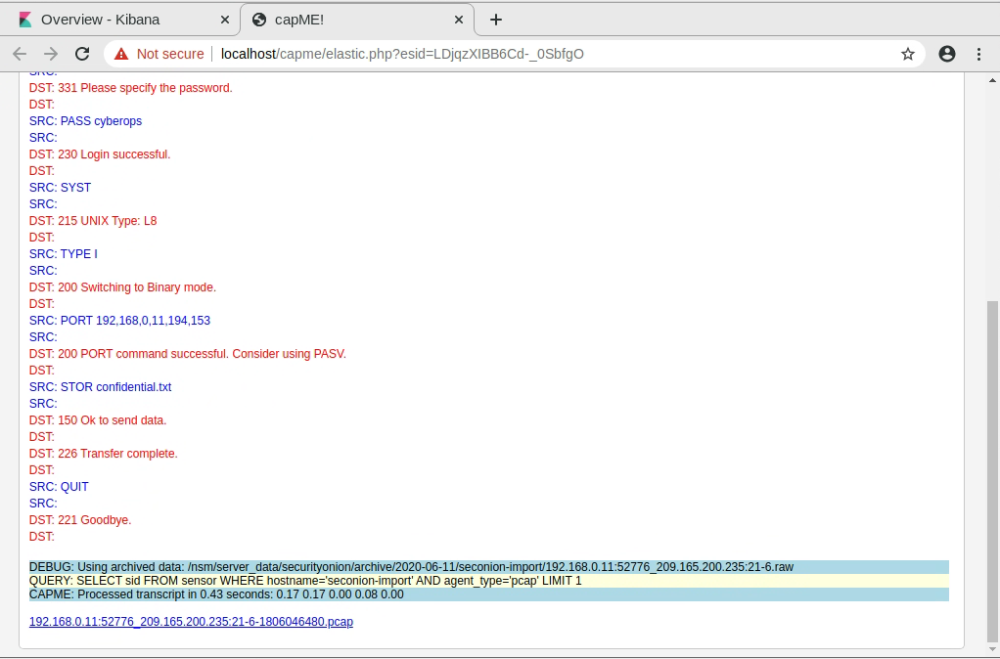 Overview - Kibana
capME!
Not secure
localhost/capme/elastic.php?esid=LDjqzXIBB6Cd-_0SbfgO
SRC:
DST: 331 Please specify the password.
DST:
SRC: PASS cyberops
SRC:
DST: 230 Login successful.
DST:
SRC: SYST
SRC:
DST: 215 UNIX Type: L8
DST:
SRC: TYPE I
SRC:
DST: 200 Switching to Binary mode.
DST:
SRC: PORT 192,168,0,11,194,153
SRC:
DST: 200 PORT command successful. Consider using PASV.
DST:
SRC: STOR confidential.txt
SRC:
DST: 150 Ok to send data.
DST:
DST: 226 Transfer complete.
DST:
SRC: QUIT
SRC:
DST: 221 Goodbye.
DST:
DEBUG: Using archived data: /nsm/server_data/securityonion/archive/2020-06-11/seconion-import/192.168.0.11:52776_209.165.200.235:21-6.raw
QUERY: SELECT sid FROM sensor WHERE hostname='seconion-import' AND agent_type='pcap' LIMIT 1
CAPME: Processed transcript in 0.43 seconds: 0.17 0.17 0.00 0.08 0.00
192.168.0.11:52776_209.165.200.235:21-6-1806046480.pcap